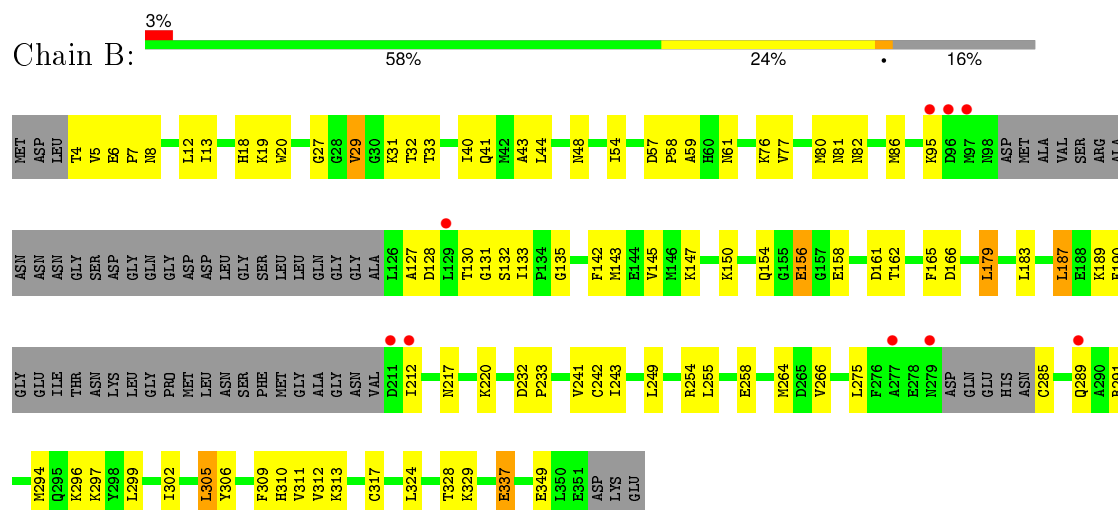 3%
Chain B:
58% 24% • 16%
MET ASP LEU T4 V5 E6 P7 N8 L12 I13 H18 K19 W20 G27 G28 V29 G30 K31 T32 T33 I40 Q41 M42 A43 L44 N48 I54 D57 P58 A59 H60 N61 K76 V77 M80 N81 N82 M86 K95 D96 M97 N98 ASP MET ALA VAL SER ARG ALA
ASN ASN ASN GLY SER ASP GLY GLN GLY ASP ASP LEU GLY SER LEU LEU GLN GLY GLY ALA L126 A127 D128 L129 T130 G131 S132 I133 P134 G135 F142 M143 E144 V145 M146 K147 K150 Q154 G155 E156 G157 E158 D161 T162 F165 D166 L179 L183 L187 E188 K189
GLY GLU ILE THR ASN LYS LEU GLY PRO MET LEU ASN SER PHE MET GLY ALA GLY ASN VAL D211 I212 N217 K220 D232 P233 V241 C242 I243 L249 R254 L255 E258 M264 D265 V266 L275 F276 A277 E278 N279 ASP GLN GLU HIS ASN C285 Q289 A290
M294 Q295 K296 K297 Y298 L299 I302 L305 Y306 F309 H310 V311 V312 K313 C317 L324 T328 K329 E337 E349 L350 E351 ASP LYS GLU